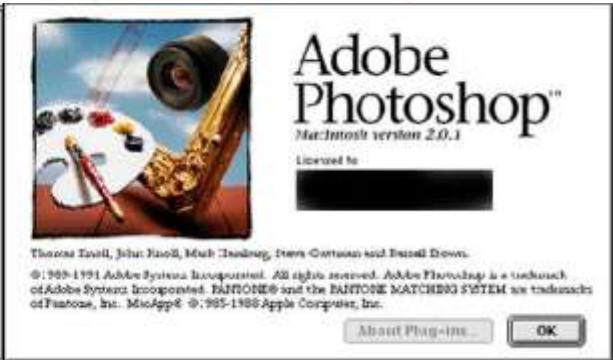 Adobe
Photoshop™
Macintosh version 2.0.1
Licensed to
Thomas Knoll, John Knoll, Mark Hamburg, Steve Guttman and Russell Brown.
©1989-1991 Adobe Systems Incorporated. All rights reserved. Adobe Photoshop is a trademark
of Adobe Systems Incorporated. PANTONE® and the PANTONE MATCHING SYSTEM are trademarks
of Pantone, Inc. MacApp® ©1985-1988 Apple Computer, Inc.
About Plug-ins...
OK